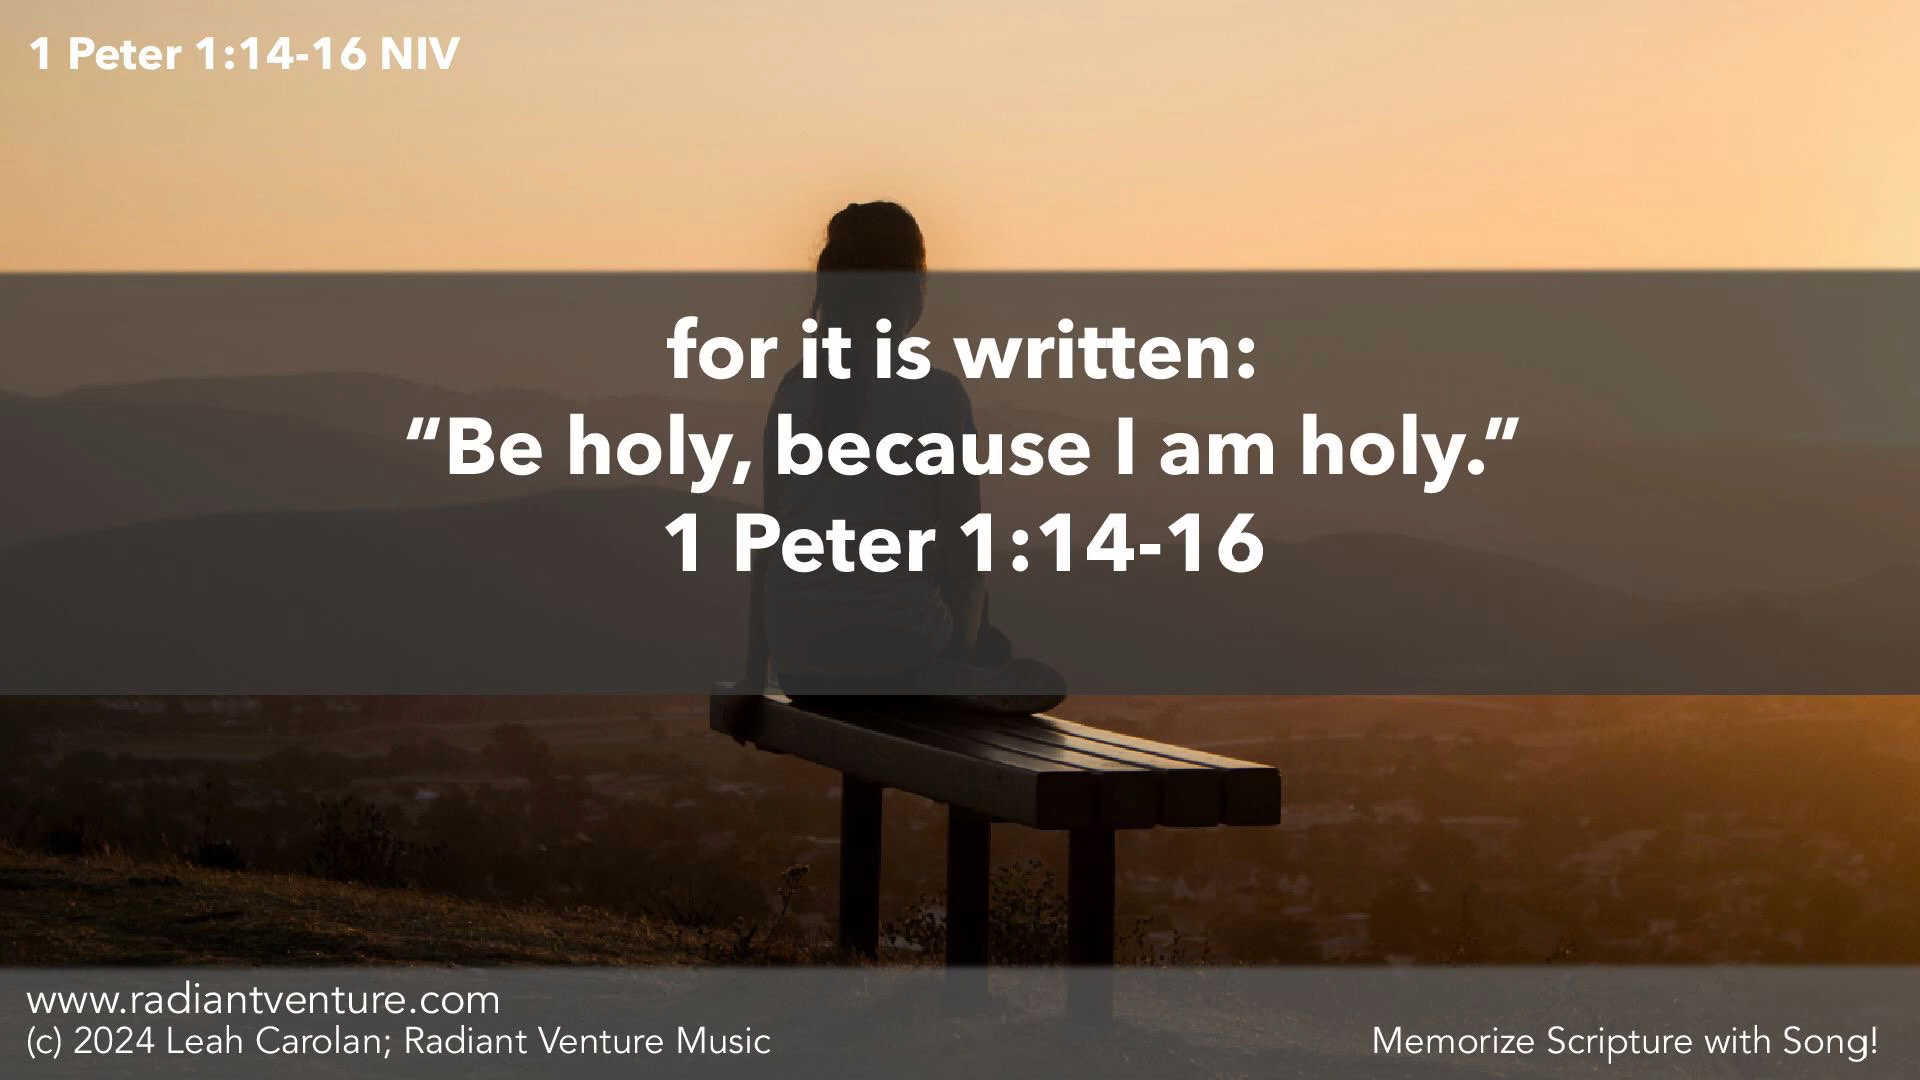 1 Peter 1:14-16 NIV
for it is written:
“Be holy, because I am holy.”
1 Peter 1:14-16
www.radiantventure.com
(c) 2024 Leah Carolan; Radiant Venture Music
Memorize Scripture with Song!